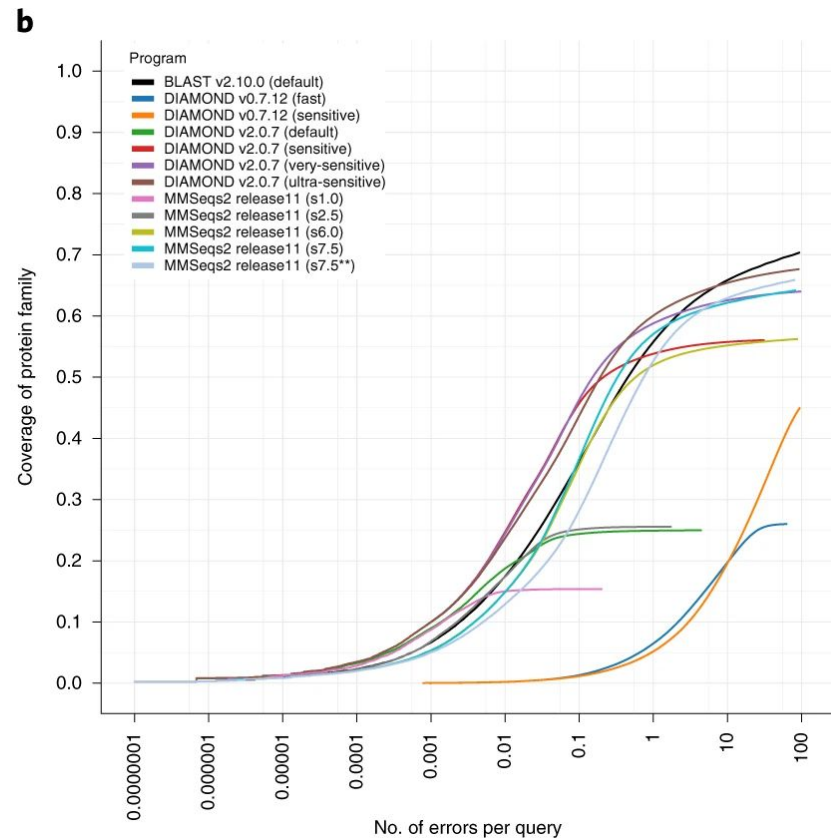 b
Program
BLAST v2.10.0 (default)
DIAMOND v0.7.12 (fast)
DIAMOND v0.7.12 (sensitive)
DIAMOND v2.0.7 (default)
DIAMOND v2.0.7 (sensitive)
DIAMOND v2.0.7 (very-sensitive)
DIAMOND v2.0.7 (ultra-sensitive)
MMSeqs2 release11 (s1.0)
MMSeqs2 release11 (s2.5)
MMSeqs2 release11 (s6.0)
MMSeqs2 release11 (s7.5)
MMSeqs2 release11 (s7.5**)
Coverage of protein family
1.0
0.9
0.8
0.7
0.6
0.5
0.4
0.3
0.2
0.1
0.0
0.0000001
0.000001
0.00001
0.0001
0.001
0.01
0.1
1
10
100
No. of errors per query